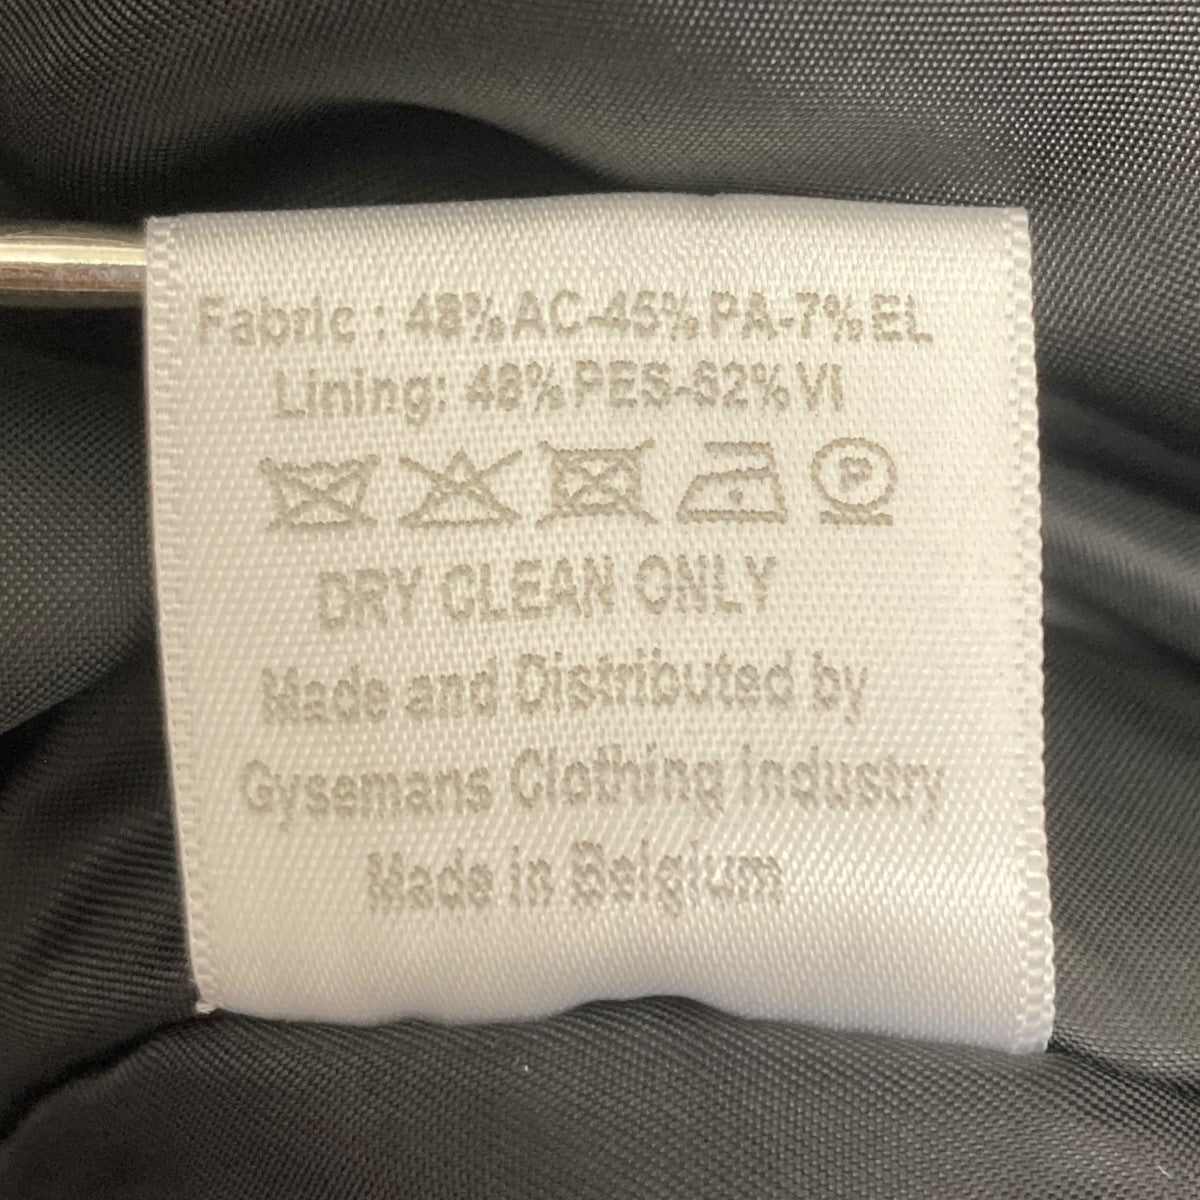 Fabric : 48%AC-45%PA-7%EL
Lining: 48%PES-52%VI
P
DRY CLEAN ONLY
Made and Distributed by
Gysemans Clothing Industry
Made in Belgium